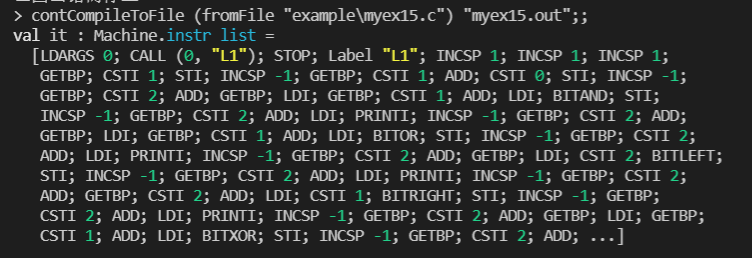 > contCompileToFile (fromFile "example\myex15.c") "myex15.out";;
val it : Machine.instr list =
[LDARGS 0; CALL (0, "L1"); STOP; Label "L1"; INCSP 1; INCSP 1; INCSP 1;
GETBP; CSTI 1; STI; INCSP -1; GETBP; CSTI 1; ADD; CSTI 0; STI; INCSP -1;
GETBP; CSTI 2; ADD; GETBP; LDI; GETBP; CSTI 1; ADD; LDI; BITAND; STI;
INCSP -1; GETBP; CSTI 2; ADD; LDI; PRINTI; INCSP -1; GETBP; CSTI 2; ADD;
GETBP; LDI; GETBP; CSTI 1; ADD; LDI; BITOR; STI; INCSP -1; GETBP; CSTI 2;
ADD; LDI; PRINTI; INCSP -1; GETBP; CSTI 2; ADD; GETBP; LDI; CSTI 2; BITLEFT;
STI; INCSP -1; GETBP; CSTI 2; ADD; LDI; PRINTI; INCSP -1; GETBP; CSTI 2;
ADD; GETBP; CSTI 2; ADD; LDI; CSTI 1; BITRIGHT; STI; INCSP -1; GETBP;
CSTI 2; ADD; LDI; PRINTI; INCSP -1; GETBP; CSTI 2; ADD; GETBP; LDI; GETBP;
CSTI 1; ADD; LDI; BITXOR; STI; INCSP -1; GETBP; CSTI 2; ADD; ...]